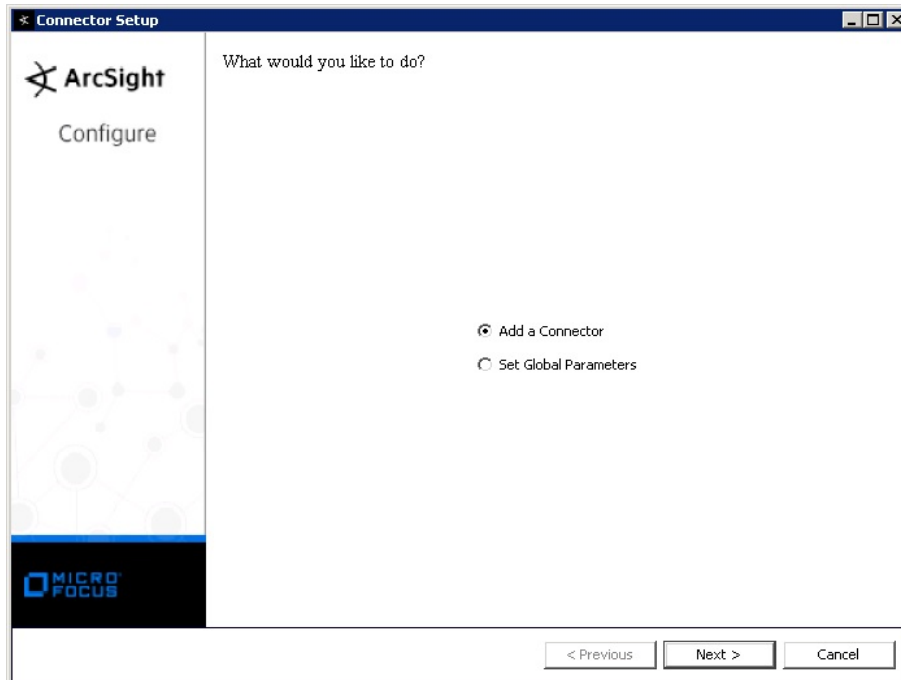 Connector Setup
ArcSight
Configure
What would you like to do?
Add a Connector
Set Global Parameters
MICRO
FOCUS
< Previous
Next >
Cancel